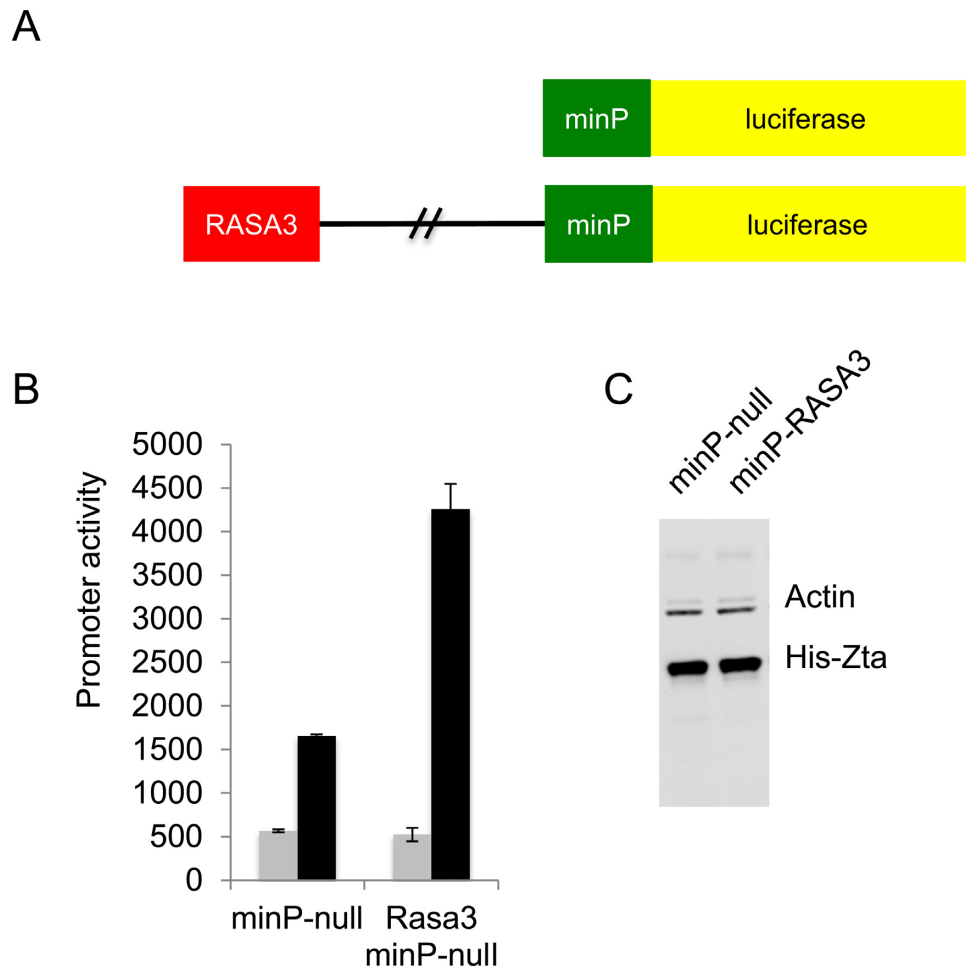 A
minP luciferase
RASA3 minP luciferase
B
Promoter activity
5000
4500
4000
3500
3000
2500
2000
1500
1000
500
0
minP-null
Rasa3
minP-null
C
minP-null
minP-RASA3
Actin
His-Zta